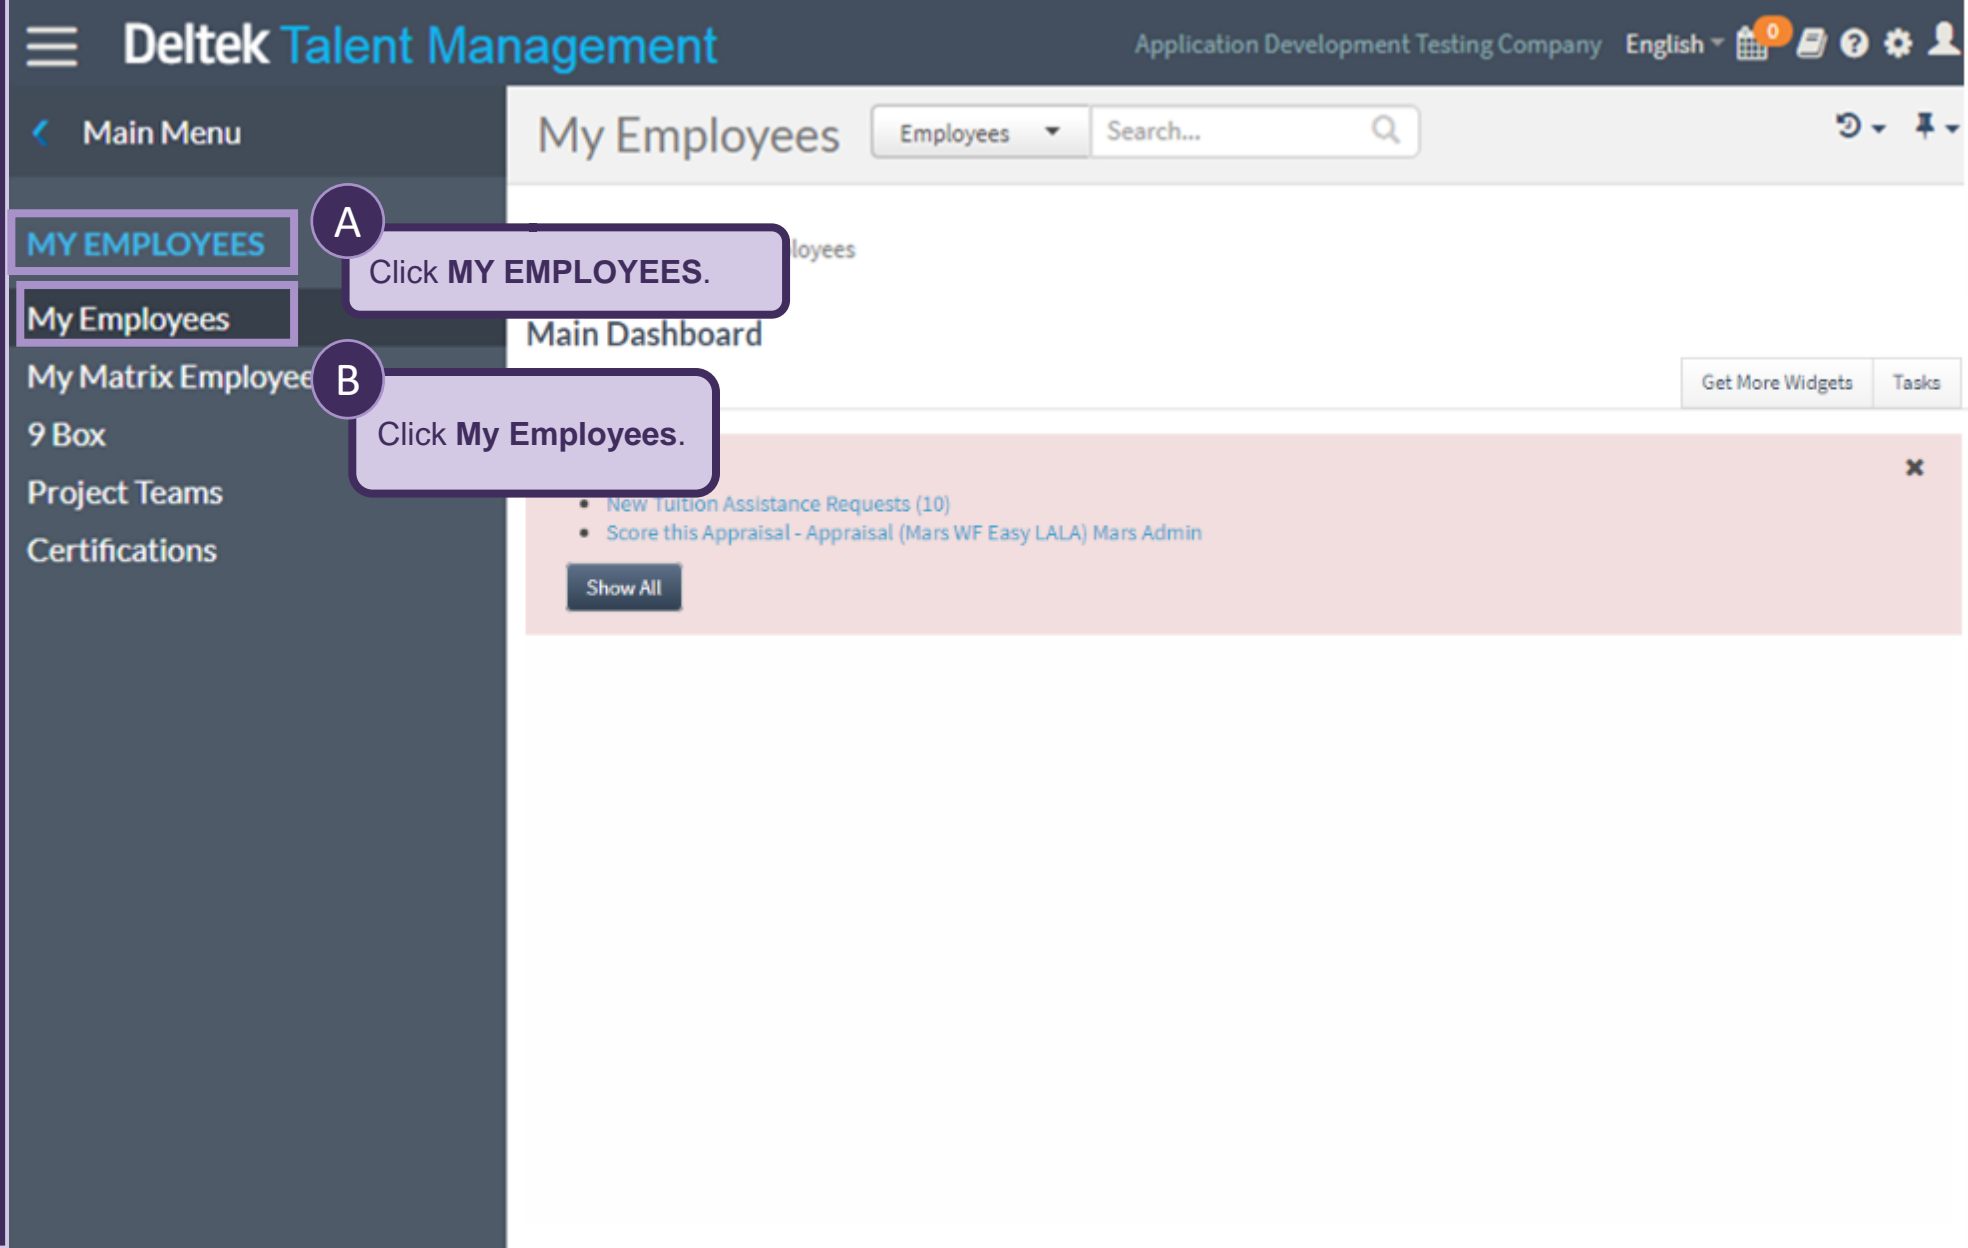 Deltek Talent Management
Application Development Testing Company English 0
Main Menu
My Employees Employees Search...
MY EMPLOYEES
A
Click MY EMPLOYEES.
loyees
My Employees
Main Dashboard
My Matrix Employee
B
Click My Employees.
Get More Widgets Tasks
9 Box
Project Teams
Certifications
New Tuition Assistance Requests (10)
Score this Appraisal - Appraisal (Mars WF Easy LALA) Mars Admin
Show All